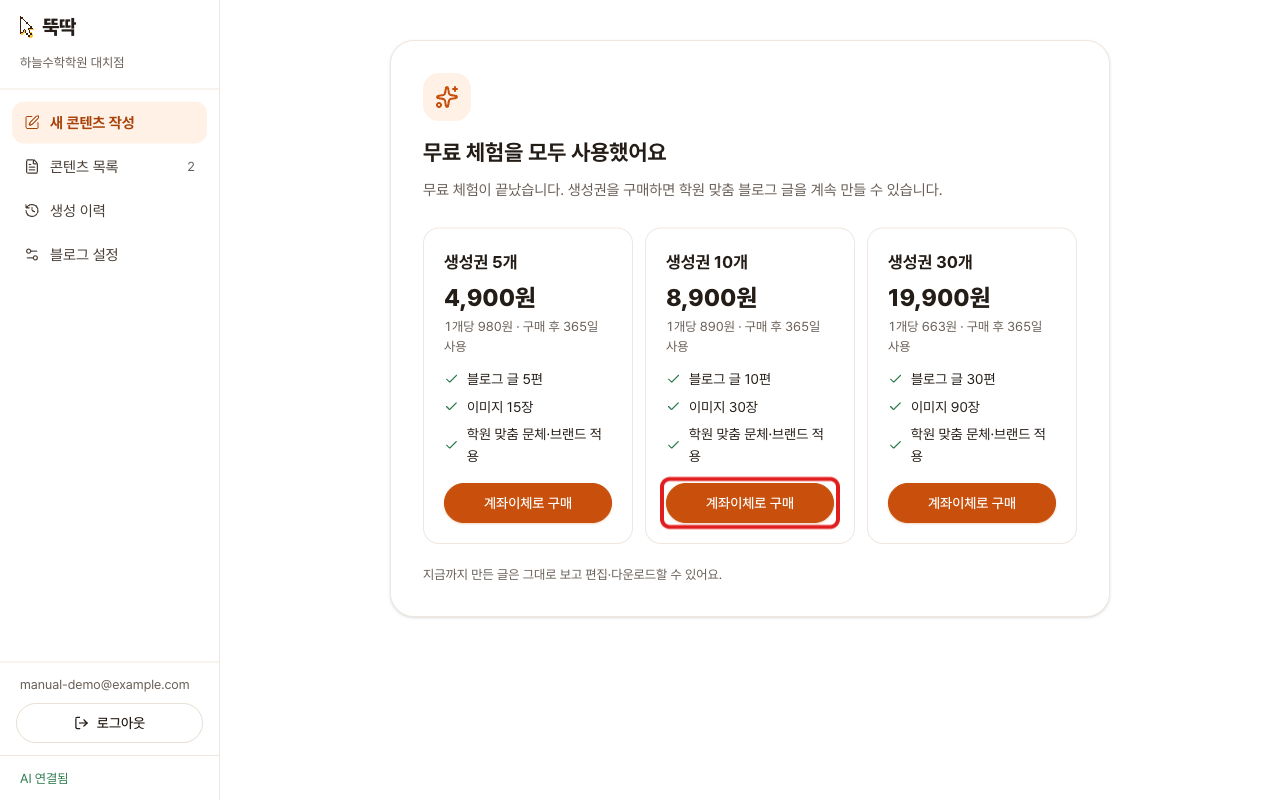 뚝딱
하늘수학학원 대치점
새 콘텐츠 작성
콘텐츠 목록 2
생성 이력
블로그 설정
manual-demo@example.com
로그아웃
AI 연결됨
무료 체험을 모두 사용했어요
무료 체험이 끝났습니다. 생성권을 구매하면 학원 맞춤 블로그 글을 계속 만들 수 있습니다.
생성권 5개
4,900원
1개당 980원 · 구매 후 365일
사용
블로그 글 5편
이미지 15장
학원 맞춤 문체·브랜드 적
용
계좌이체로 구매
생성권 10개
8,900원
1개당 890원 · 구매 후 365일
사용
블로그 글 10편
이미지 30장
학원 맞춤 문체·브랜드 적
용
계좌이체로 구매
생성권 30개
19,900원
1개당 663원 · 구매 후 365일
사용
블로그 글 30편
이미지 90장
학원 맞춤 문체·브랜드 적
용
계좌이체로 구매
지금까지 만든 글은 그대로 보고 편집·다운로드할 수 있어요.